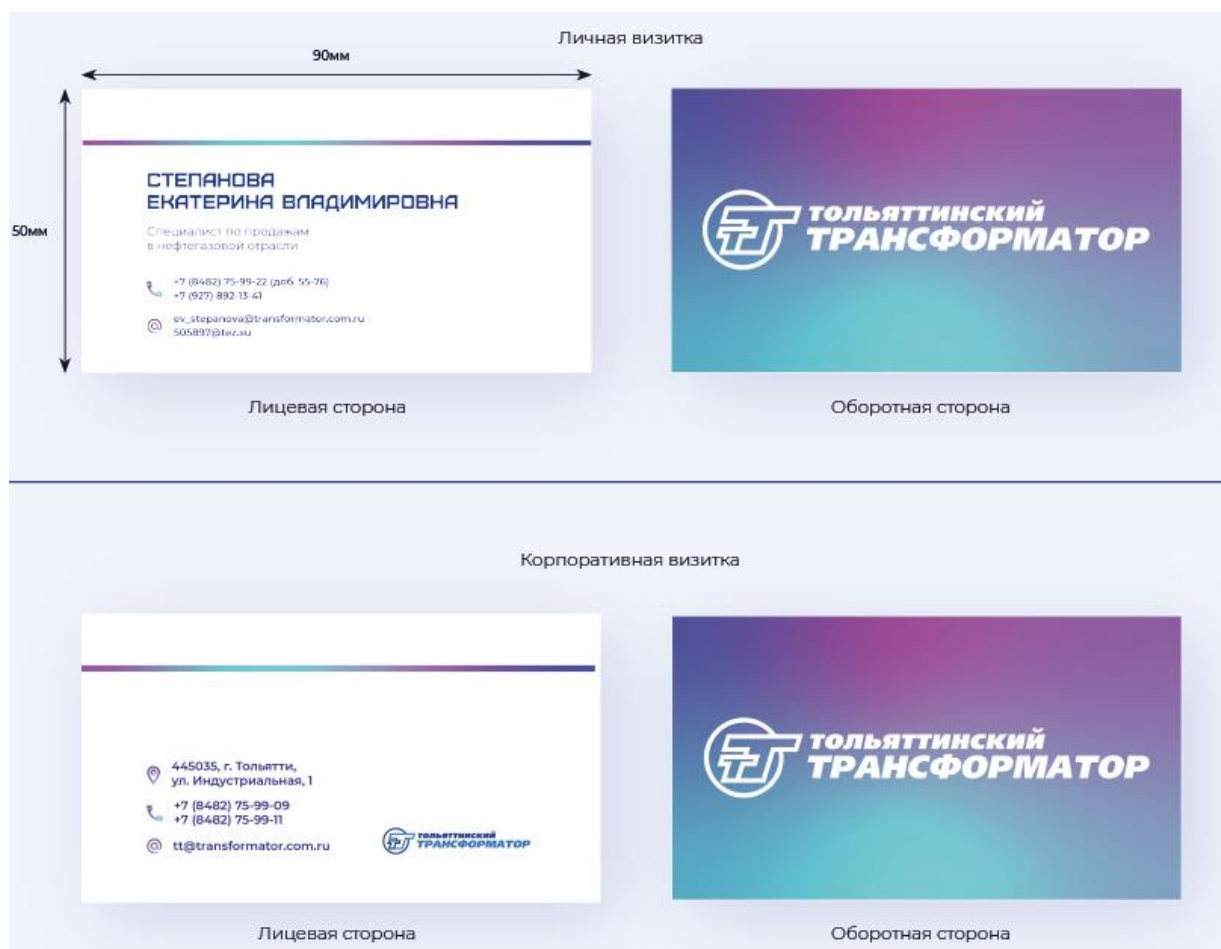 Личная визитка
90мм
50мм
СТЕПАНОВА
ЕКАТЕРИНА ВЛАДИМИРОВНА
Специалист по продажам
в нефтегазовой отрасли
+7 (8482) 75-99-22 (доб. 55-76)
+7 (927) 892-13-41
ev_stepanova@transformator.com.ru
505897@tez.su
ТОЛЬЯТТИНСКИЙ
ТРАНСФОРМАТОР
Лицевая сторона
Оборотная сторона
Корпоративная визитка
445035, г. Тольятти,
ул. Индустриальная, 1
+7 (8482) 75-99-09
+7 (8482) 75-99-11
tt@transformator.com.ru
ТОЛЬЯТТИНСКИЙ
ТРАНСФОРМАТОР
ТОЛЬЯТТИНСКИЙ
ТРАНСФОРМАТОР
Лицевая сторона
Оборотная сторона